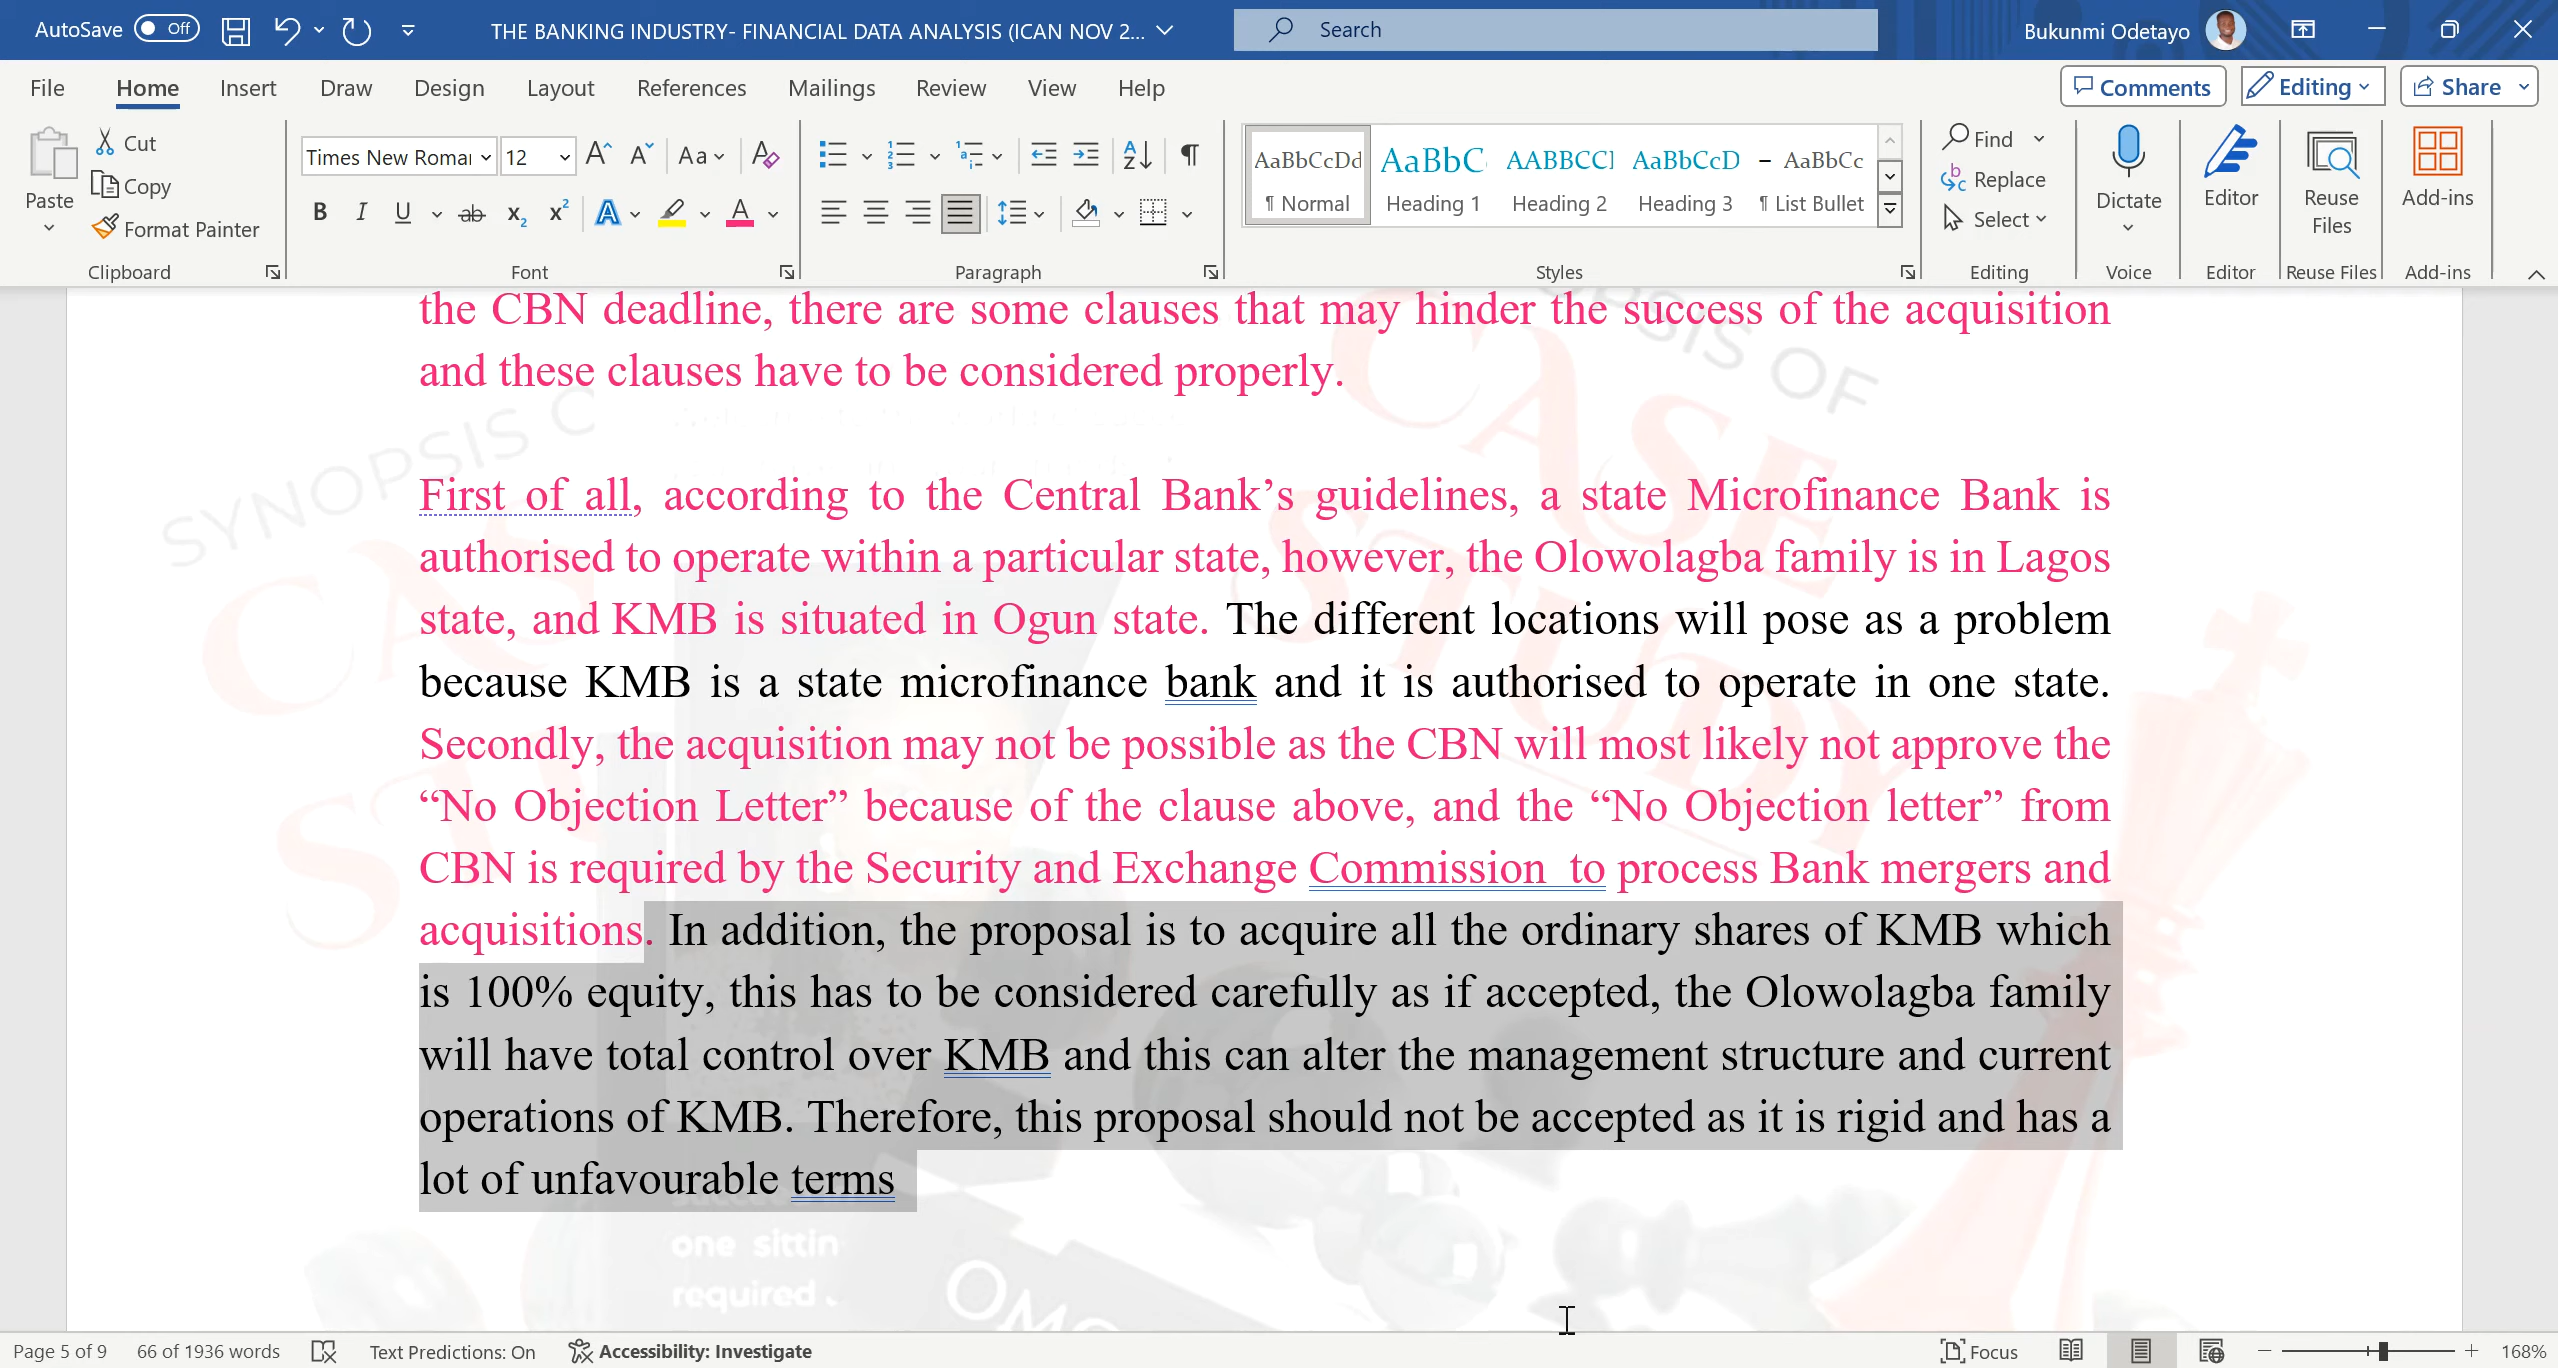 AutoSave Off THE BANKING INDUSTRY- FINANCIAL DATA ANALYSIS (ICAN NOV 2... Search Bukunmi Odetayo
File Home Insert Draw Design Layout References Mailings Review View Help Comments Editing Share
Paste Cut Copy Format Painter Clipboard
Times New Roma 12 Font
Paragraph
AaBbCcDd AaBbC AABBCC AaBbCcD – AaBbCc
¶ Normal Heading 1 Heading 2 Heading 3 ¶ List Bullet
Styles
Find Replace Select Editing
Dictate Voice
Editor Editor
Reuse Files Reuse Files
Add-ins Add-ins
the CBN deadline, there are some clauses that may hinder the success of the acquisition
and these clauses have to be considered properly.
First of all, according to the Central Bank’s guidelines, a state Microfinance Bank is
authorised to operate within a particular state, however, the Olowolagba family is in Lagos
state, and KMB is situated in Ogun state. The different locations will pose as a problem
because KMB is a state microfinance bank and it is authorised to operate in one state.
Secondly, the acquisition may not be possible as the CBN will most likely not approve the
“No Objection Letter” because of the clause above, and the “No Objection letter” from
CBN is required by the Security and Exchange Commission to process Bank mergers and
acquisitions. In addition, the proposal is to acquire all the ordinary shares of KMB which
is 100% equity, this has to be considered carefully as if accepted, the Olowolagba family
will have total control over KMB and this can alter the management structure and current
operations of KMB. Therefore, this proposal should not be accepted as it is rigid and has a
lot of unfavourable terms
SYNOPSIS
CASE
STUDY
OF
one sittin
required
Page 5 of 9 66 of 1936 words Text Predictions: On Accessibility: Investigate Focus 168%